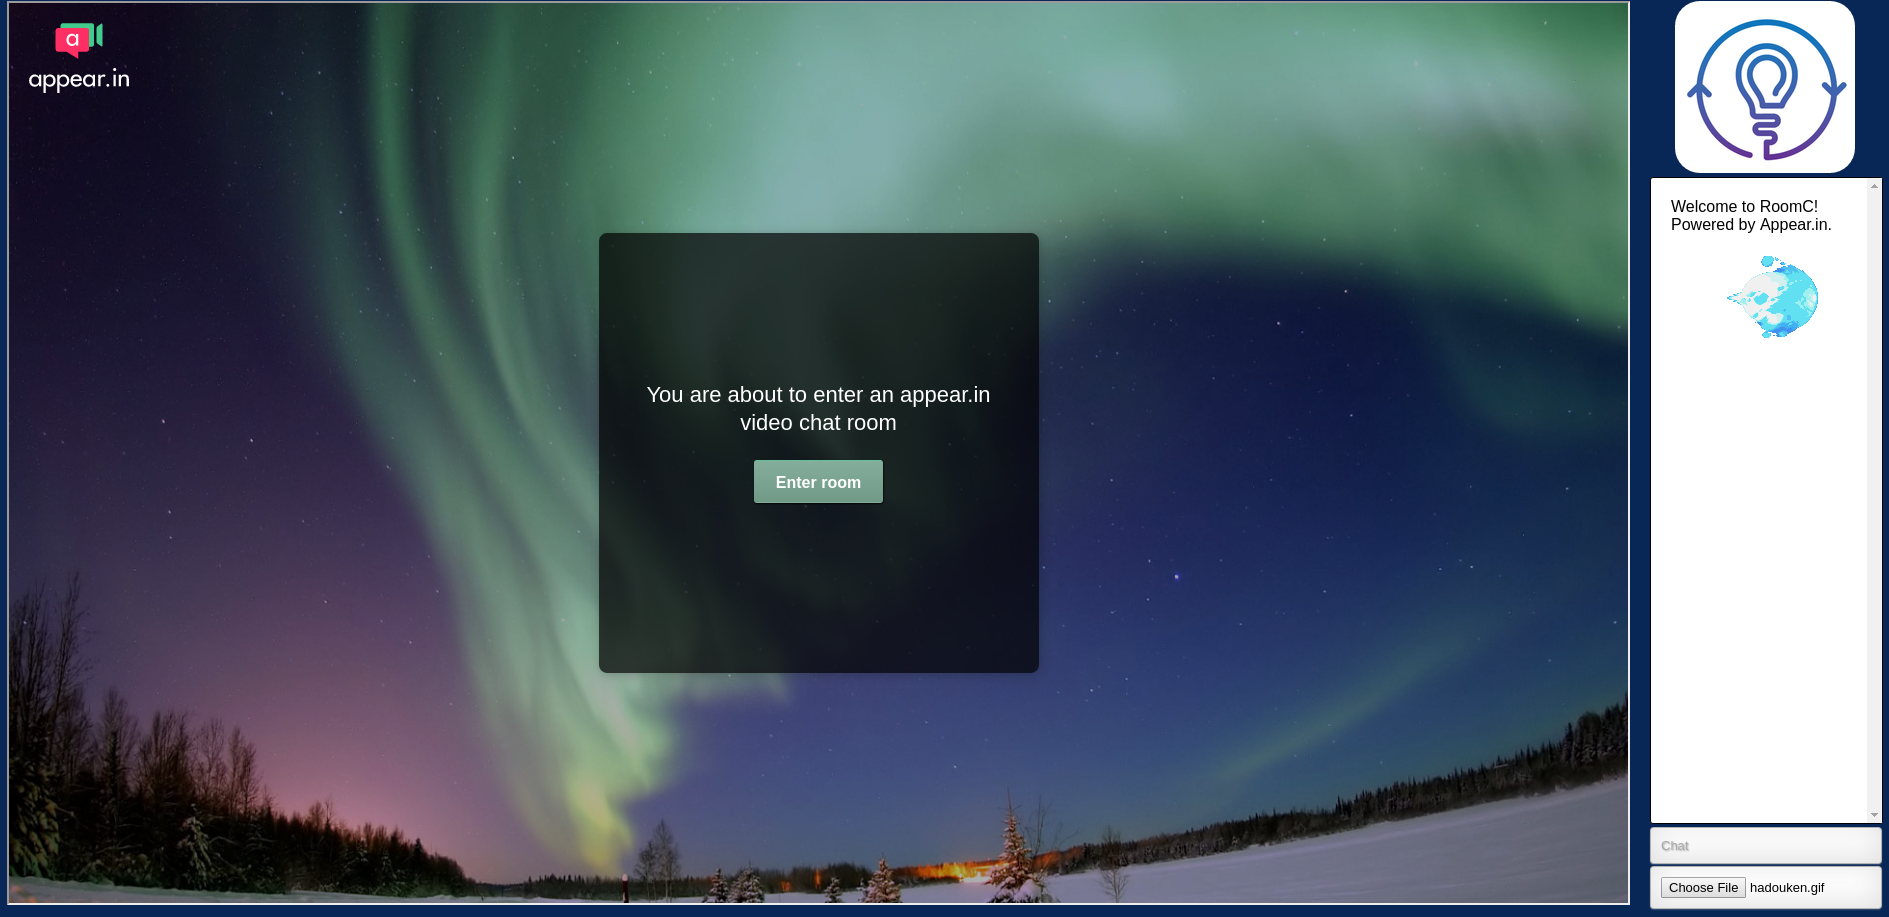 a
appear.in
You are about to enter an appear.in
video chat room
Enter room
Welcome to RoomC!
Powered by Appear.in.
Chat
Choose File hadouken.gif